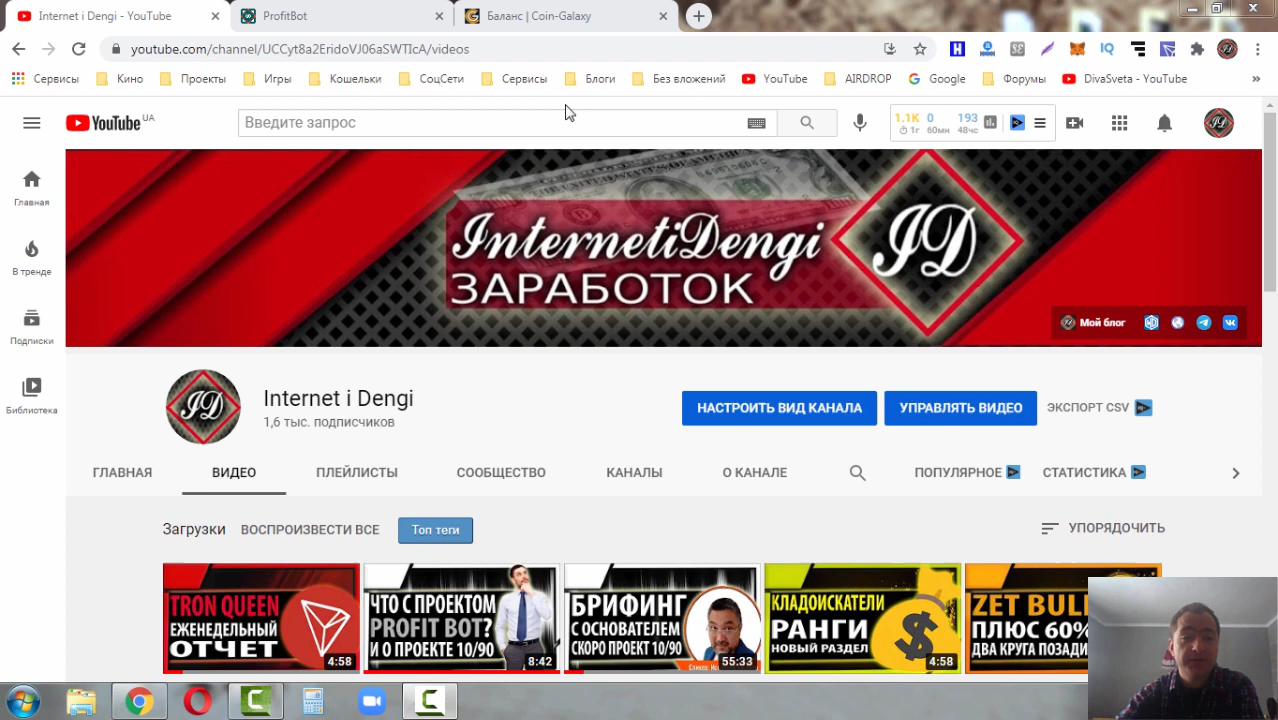 Internet i Dengi - YouTube
ProfitBot
Баланс | Coin-Galaxy
youtube.com/channel/UCCyt8a2EridoVJ06aSWTIcA/videos
Сервисы
Кино
Проекты
Игры
Кошельки
СоцСети
Сервисы
Блоги
Без вложений
YouTube
AIRDROP
Google
Форумы
DivaSveta - YouTube
»
YouTube UA
Введите запрос
1.1K 0 193
1г 60мн 48чс
Главная
В тренде
Подписки
Библиотека
InternetiDengi
ЗАРАБОТОК
JD
Мой блог
Internet i Dengi
1,6 тыс. подписчиков
НАСТРОИТЬ ВИД КАНАЛА
УПРАВЛЯТЬ ВИДЕО
ЭКСПОРТ CSV
ГЛАВНАЯ
ВИДЕО
ПЛЕЙЛИСТЫ
СООБЩЕСТВО
КАНАЛЫ
О КАНАЛЕ
ПОПУЛЯРНОЕ
СТАТИСТИКА
Загрузки
ВОСПРОИЗВЕСТИ ВСЕ
Топ теги
УПОРЯДОЧИТЬ
TRON QUEEN
ЕЖЕНЕДЕЛЬНЫЙ
ОТЧЕТ
4:58
ЧТО С ПРОЕКТОМ
PROFIT BOT?
И О ПРОЕКТЕ 10/90
8:42
БРИФИНГ
С ОСНОВАТЕЛЕМ
СКОРО ПРОЕКТ 10/90
55:33
КЛАДОИСКАТЕЛИ
РАНГИ
НОВЫЙ РАЗДЕЛ
4:58
ZET BULL
ПЛЮС 60%
ДВА КРУГА ПОЗАДИ